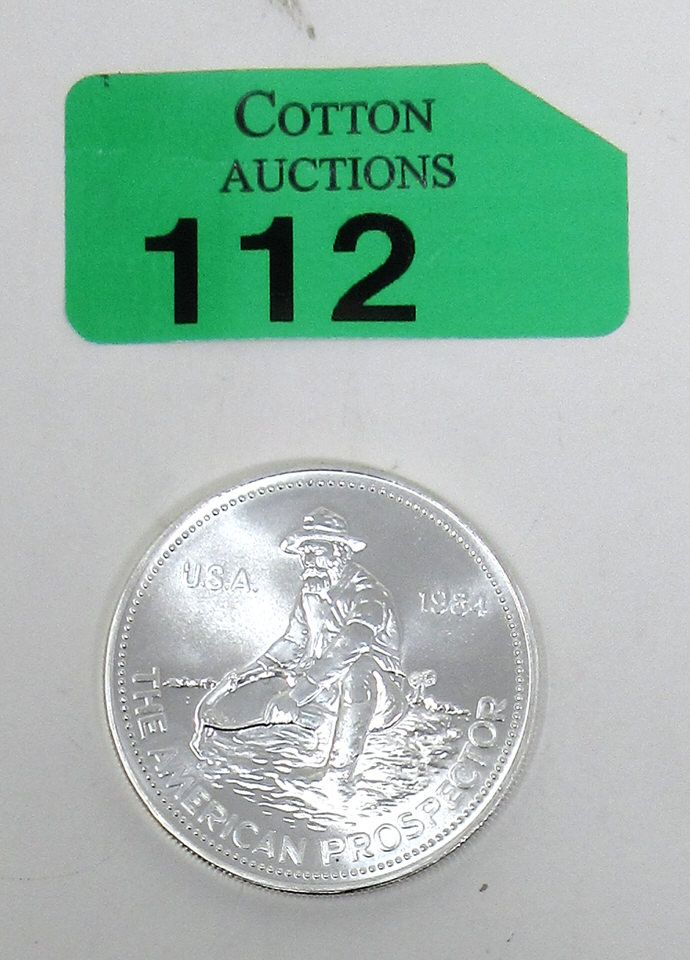 COTTON
AUCTIONS
112
U.S.A.
1984
THE AMERICAN PROSPECTOR